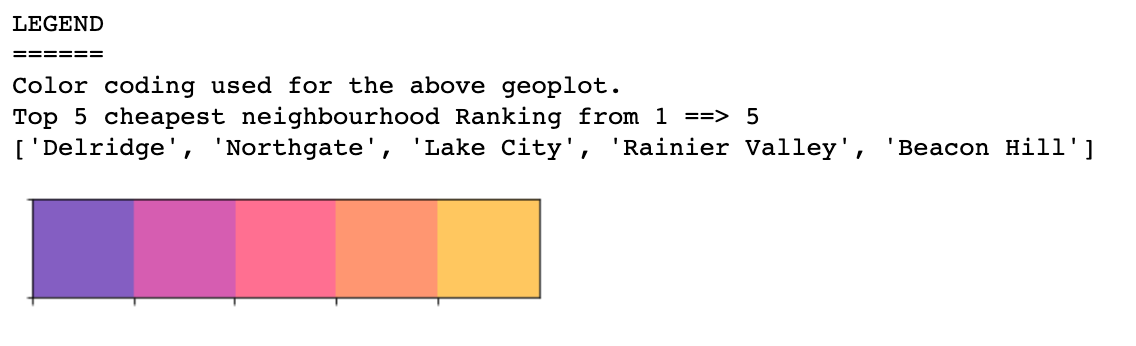 LEGEND
======
Color coding used for the above geoplot.
Top 5 cheapest neighbourhood Ranking from 1 ==> 5
['Delridge', 'Northgate', 'Lake City', 'Rainier Valley', 'Beacon Hill']